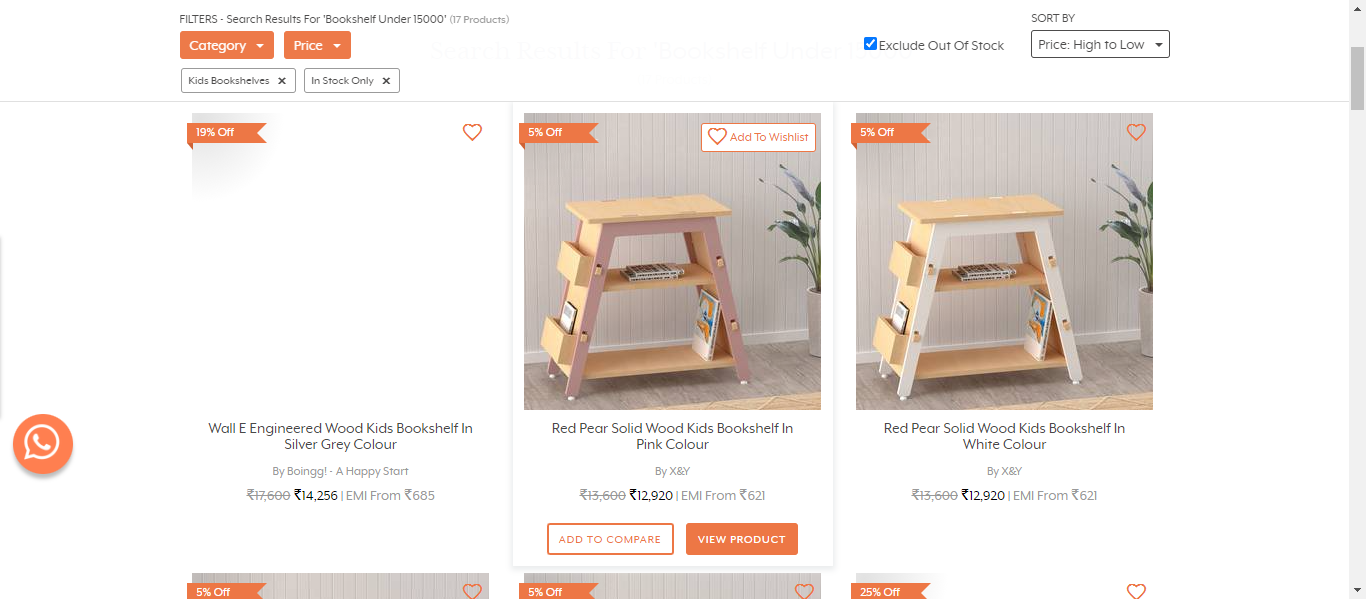 FILTERS - Search Results For 'Bookshelf Under 15000' (17 Products)
SORT BY
Category
Price
Search Results For 'Bookshelf Under
Exclude Out Of Stock
Price: High to Low
Kids Bookshelves ✕
In Stock Only ✕
19% Off
5% Off
Add To Wishlist
5% Off
Wall E Engineered Wood Kids Bookshelf In
Silver Grey Colour
By Boingg! - A Happy Start
₹17,600 ₹14,256 | EMI From ₹685
Red Pear Solid Wood Kids Bookshelf In
Pink Colour
By X&Y
₹13,600 ₹12,920 | EMI From ₹621
ADD TO COMPARE
VIEW PRODUCT
Red Pear Solid Wood Kids Bookshelf In
White Colour
By X&Y
₹13,600 ₹12,920 | EMI From ₹621
5% Off
5% Off
25% Off